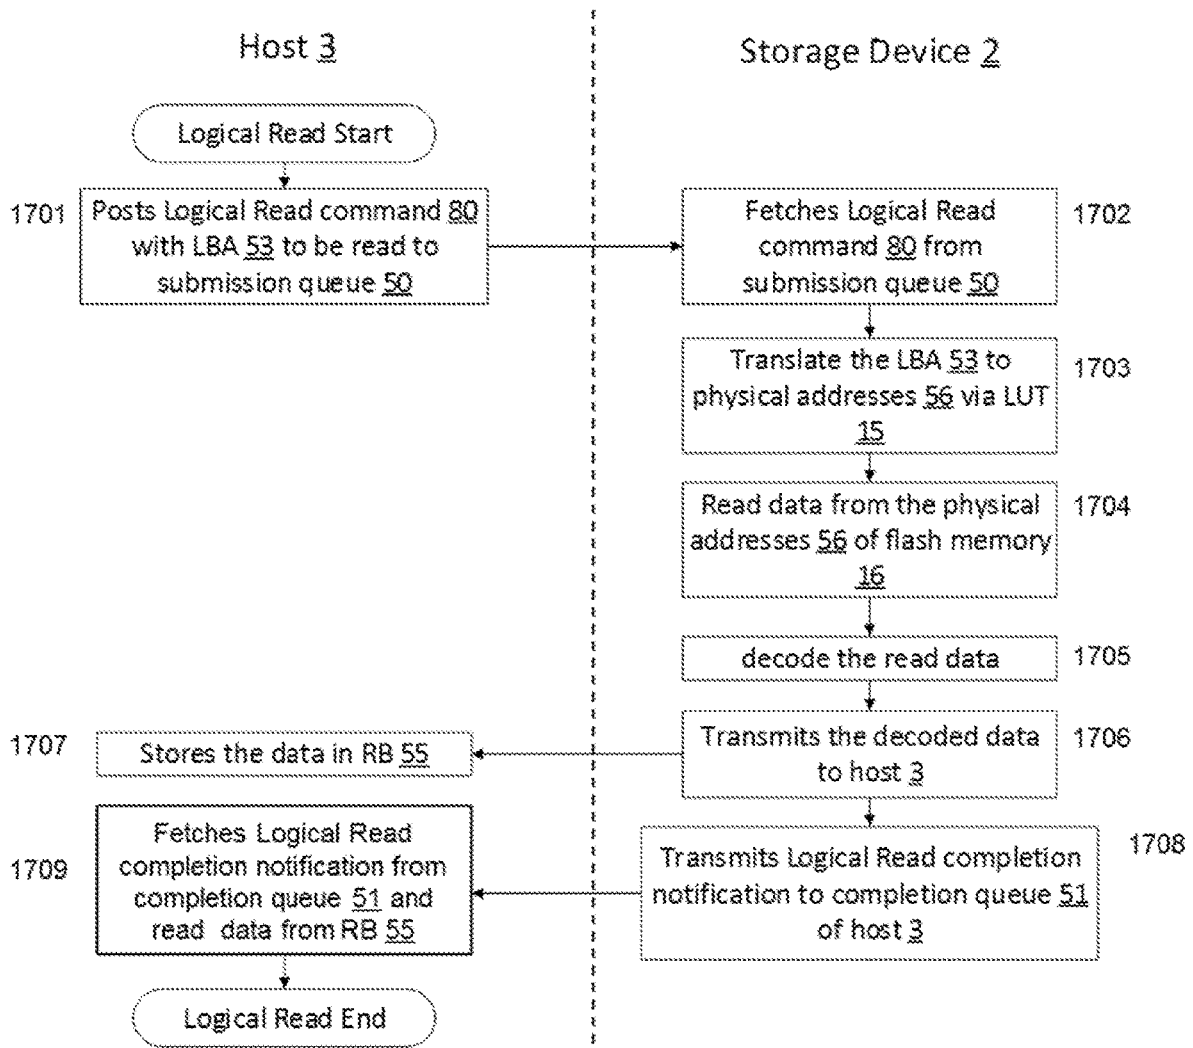 Host 3
Storage Device 2
Logical Read Start
1701
Posts Logical Read command 80
with LBA 53 to be read to
submission queue 50
Fetches Logical Read
command 80 from
submission queue 50
1702
Translate the LBA 53 to
physical addresses 56 via LUT
15
1703
Read data from the physical
addresses 56 of flash memory
16
1704
decode the read data
1705
Transmits the decoded data
to host 3
1706
1707
Stores the data in RB 55
Transmits Logical Read completion
notification to completion queue 51
of host 3
1708
1709
Fetches Logical Read
completion notification from
completion queue 51 and
read data from RB 55
Logical Read End